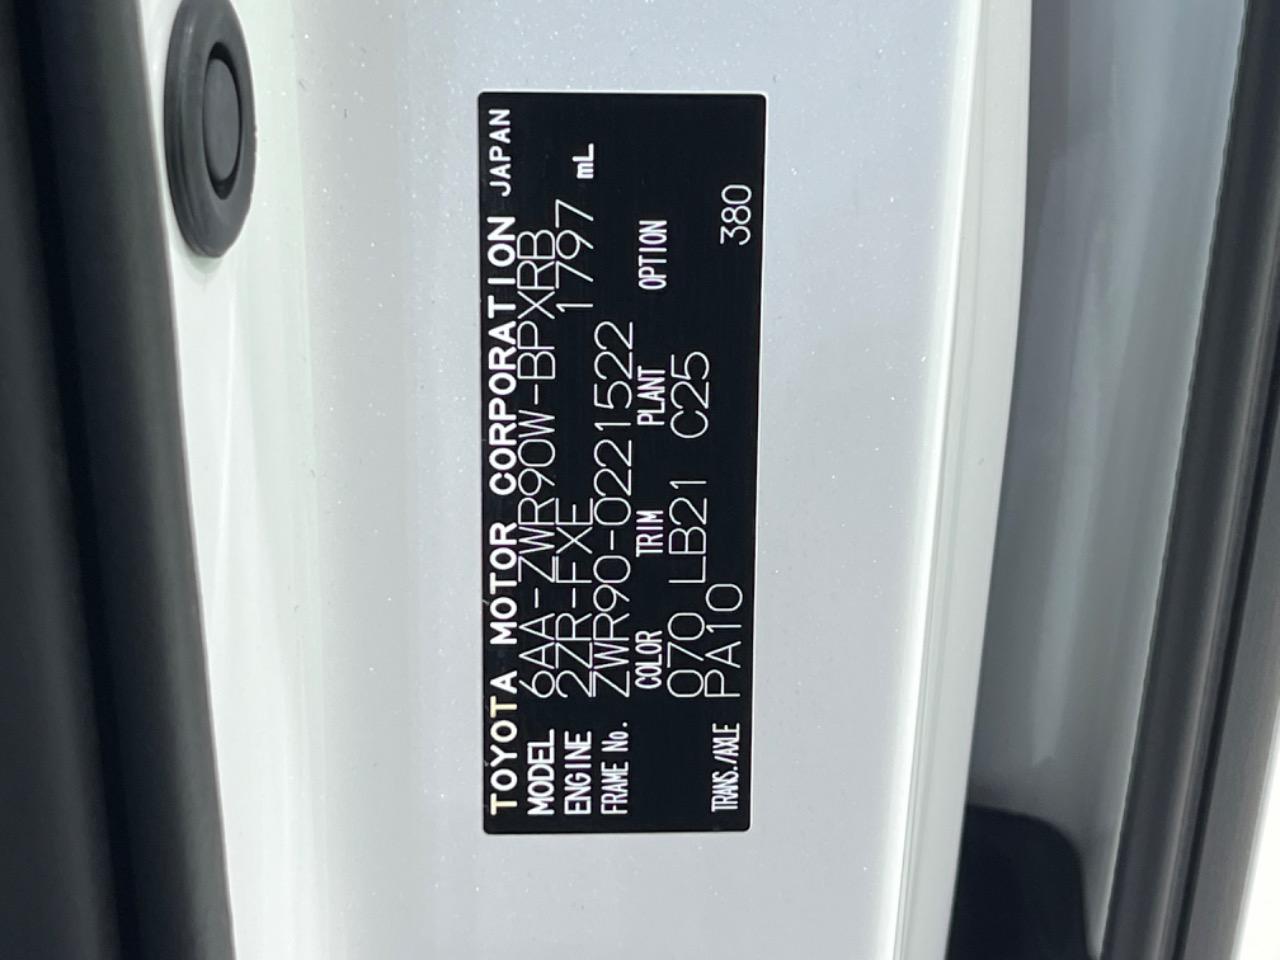 TOYOTA MOTOR CORPORATION JAPAN
MODEL 6AA-ZWR90W-BPXRB
ENGINE 2ZR-FXE 1797 mL
FRAME No. ZWR90-0221522
COLOR TRIM PLANT OPTION
070 LB21 C25
TRANS./AXLE PA10 380